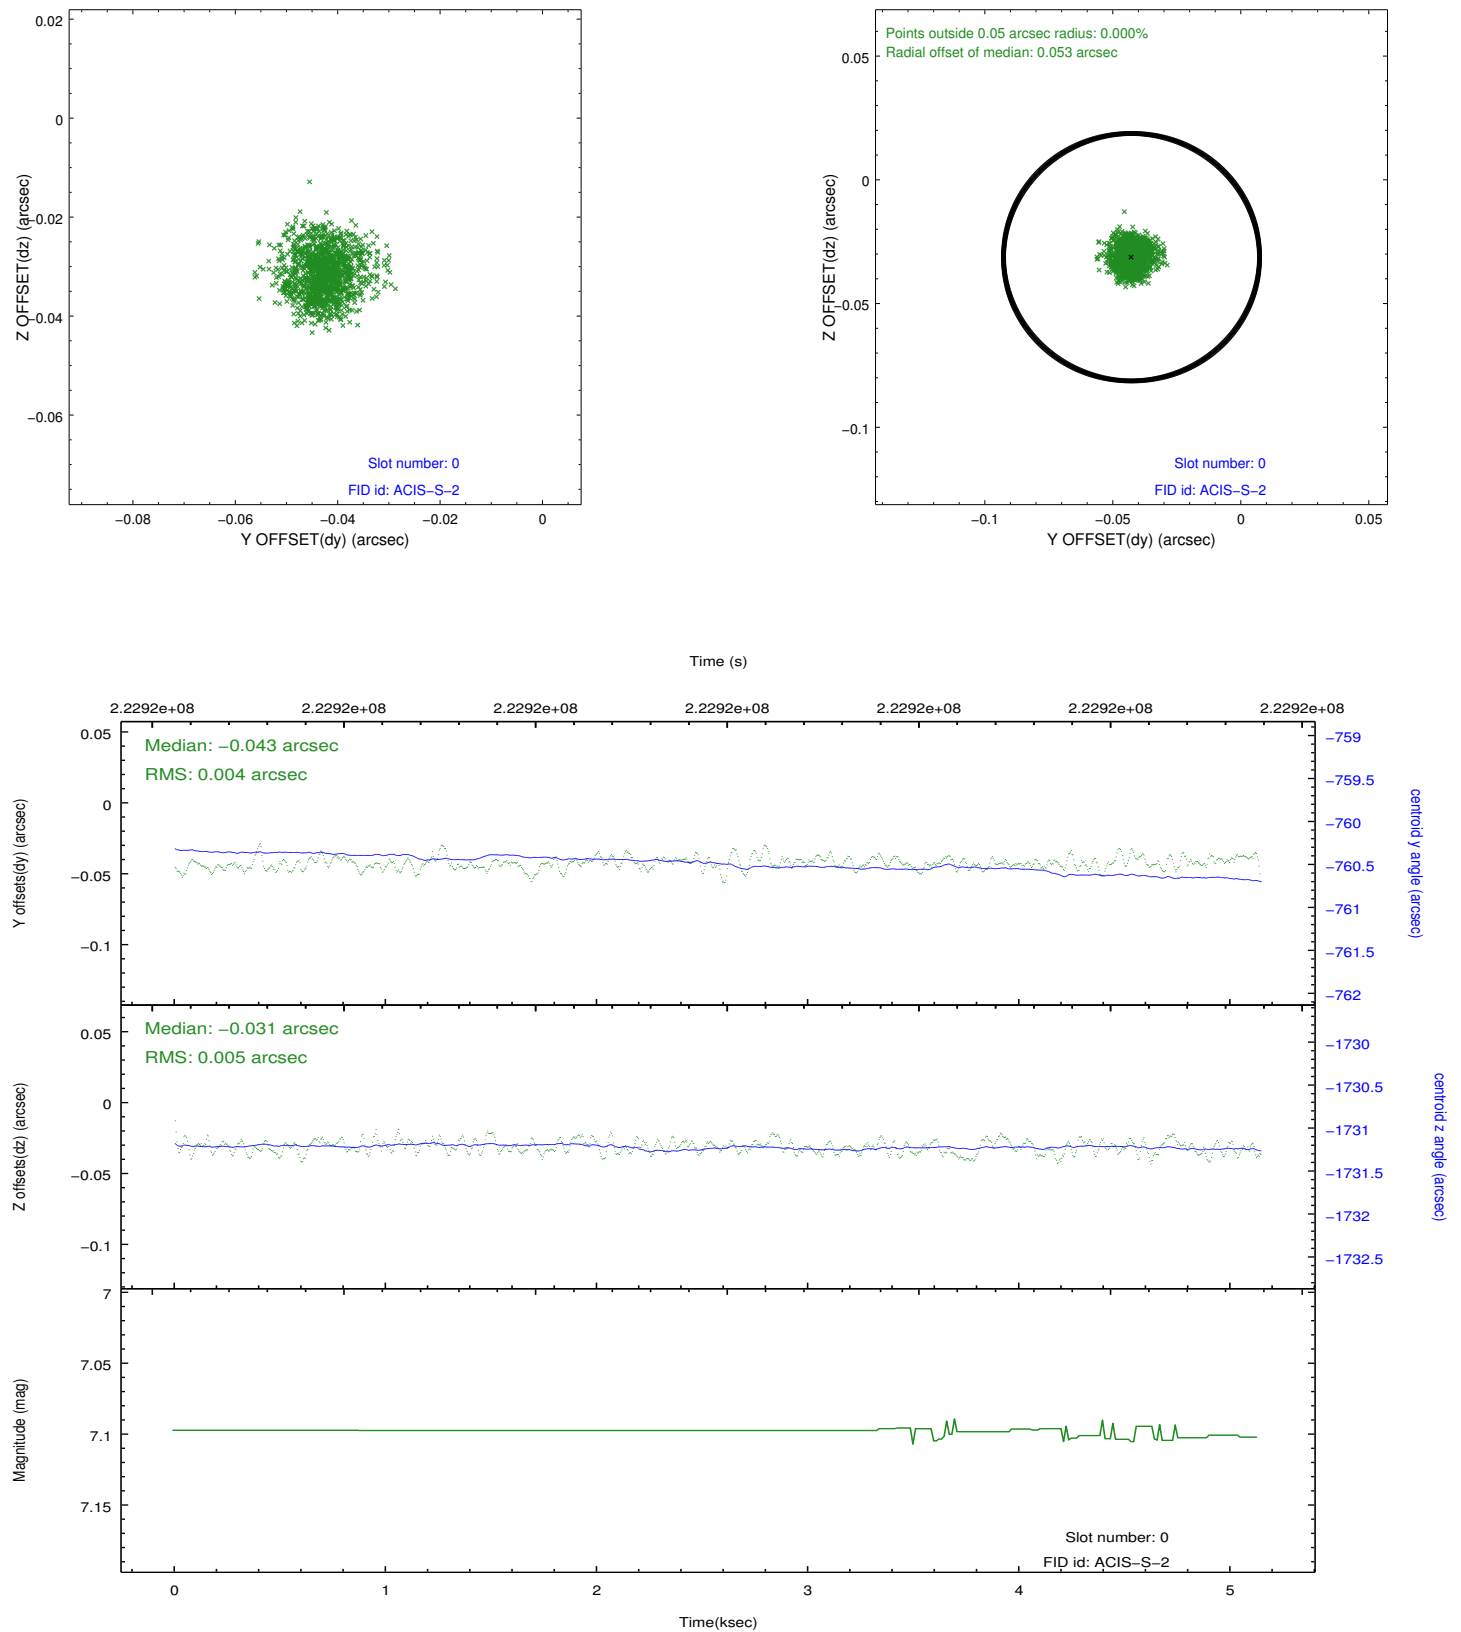 0.02
0
−0.02
−0.04
−0.06
Z OFFSET(dz) (arcsec)
Slot number: 0
FID id: ACIS−S−2
−0.08 −0.06 −0.04 −0.02 0
Y OFFSET(dy) (arcsec)
Points outside 0.05 arcsec radius: 0.000%
Radial offset of median: 0.053 arcsec
0.05
0
−0.05
−0.1
Z OFFSET(dz) (arcsec)
Slot number: 0
FID id: ACIS−S−2
−0.1 −0.05 0 0.05
Y OFFSET(dy) (arcsec)
Time (s)
2.2292e+08 2.2292e+08 2.2292e+08 2.2292e+08 2.2292e+08 2.2292e+08 2.2292e+08
Median: −0.043 arcsec
RMS: 0.004 arcsec
0.05
0
−0.05
−0.1
Y offsets(dy) (arcsec)
−759
−759.5
−760
−760.5
−761
−761.5
−762
centroid y angle (arcsec)
Median: −0.031 arcsec
RMS: 0.005 arcsec
0.05
0
−0.05
−0.1
Z offsets(dz) (arcsec)
−1730
−1730.5
−1731
−1731.5
−1732
−1732.5
centroid z angle (arcsec)
7
7.05
7.1
7.15
Magnitude (mag)
Slot number: 0
FID id: ACIS−S−2
0 1 2 3 4 5
Time(ksec)